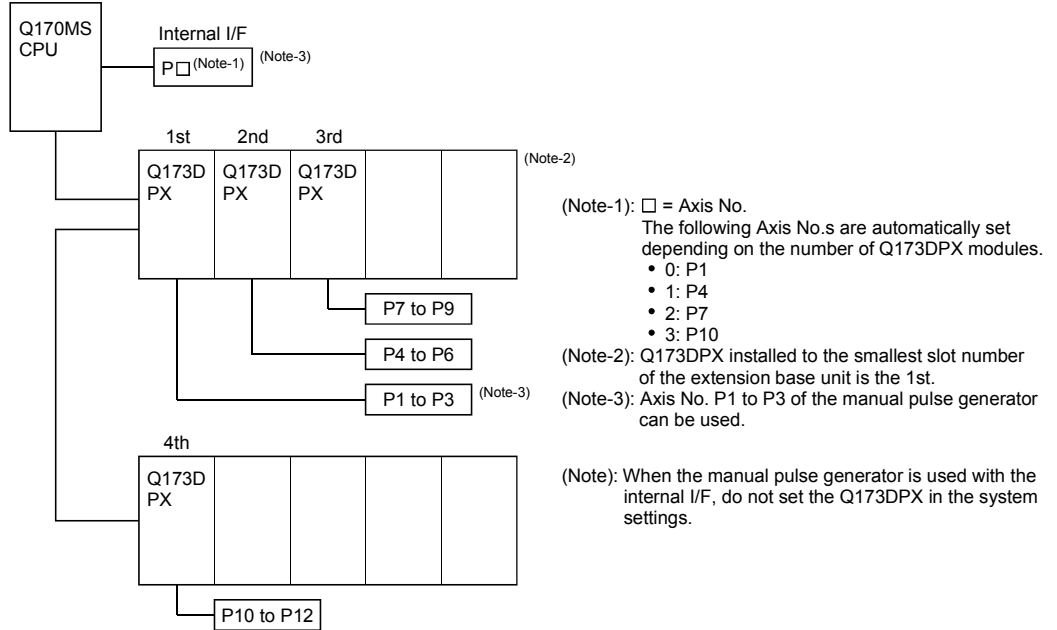 Q170MS
CPU
Internal I/F
P□(Note-1)
(Note-3)
1st
2nd
3rd
(Note-2)
Q173D
PX
Q173D
PX
Q173D
PX
P7 to P9
P4 to P6
P1 to P3
(Note-3)
4th
Q173D
PX
P10 to P12
(Note-1): □ = Axis No.
The following Axis No.s are automatically set
depending on the number of Q173DPX modules.
• 0: P1
• 1: P4
• 2: P7
• 3: P10
(Note-2): Q173DPX installed to the smallest slot number
of the extension base unit is the 1st.
(Note-3): Axis No. P1 to P3 of the manual pulse generator
can be used.
(Note): When the manual pulse generator is used with the
internal I/F, do not set the Q173DPX in the system
settings.